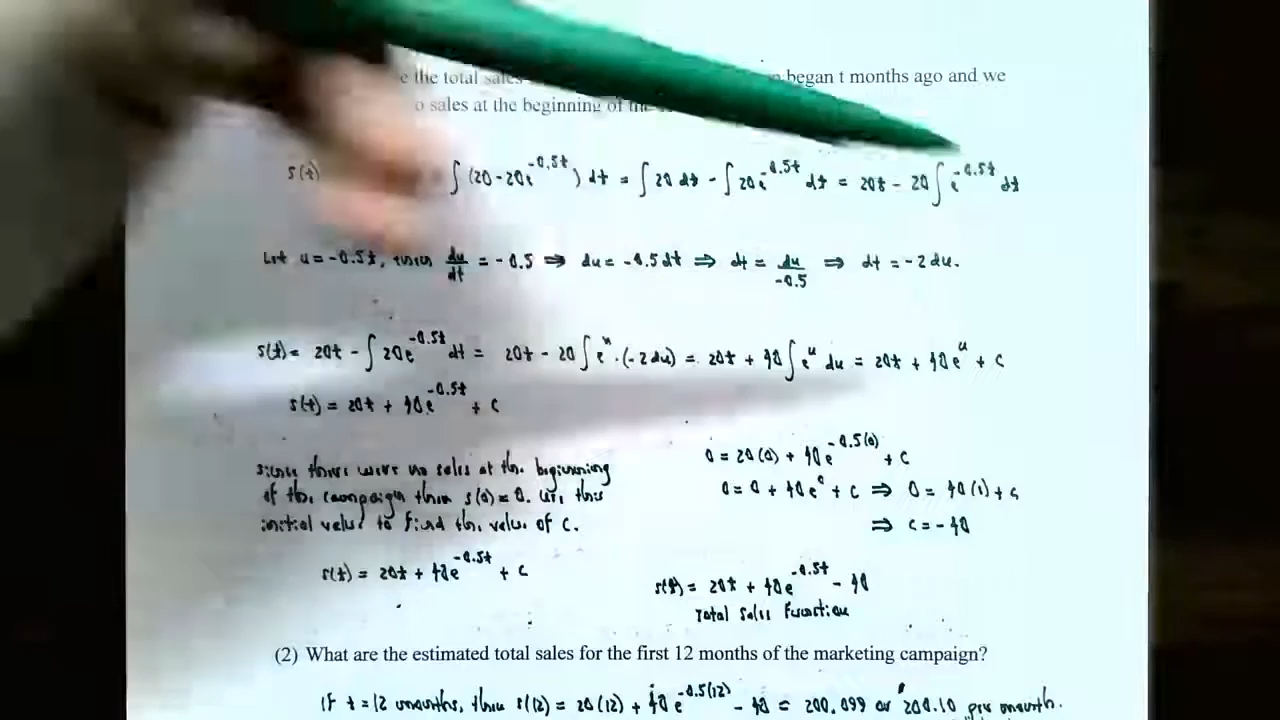 e the total sales began t months ago and we
o sales at the beginning of the
s(t) ∫(20-20e^-0.5t) dt = ∫20 dt - ∫20e^-0.5t dt = 20t - 20∫e^-0.5t dt
Let u = -0.5t, then du/dt = -0.5 ⇒ du = -0.5dt ⇒ dt = du/-0.5 ⇒ dt = -2du.
s(t) = 20t - ∫20e^-0.5t dt = 20t - 20∫e^u·(-2du) = 20t + 40∫e^u du = 20t + 40e^u + c
s(t) = 20t + 40e^-0.5t + c
Since there were no sales at the beginning
of the campaign then s(0) = 0. Use this
initial value to find the value of c.
0 = 20(0) + 40e^-0.5(0) + c
0 = 0 + 40e^0 + c ⇒ 0 = 40(1) + c
⇒ c = -40
s(t) = 20t + 40e^-0.5t + c
s(t) = 20t + 40e^-0.5t - 40
Total Sales Function
(2) What are the estimated total sales for the first 12 months of the marketing campaign?
If t = 12 months, then s(12) = 20(12) + 40e^-0.5(12) - 40 = 200.099 or 200.10 per month.